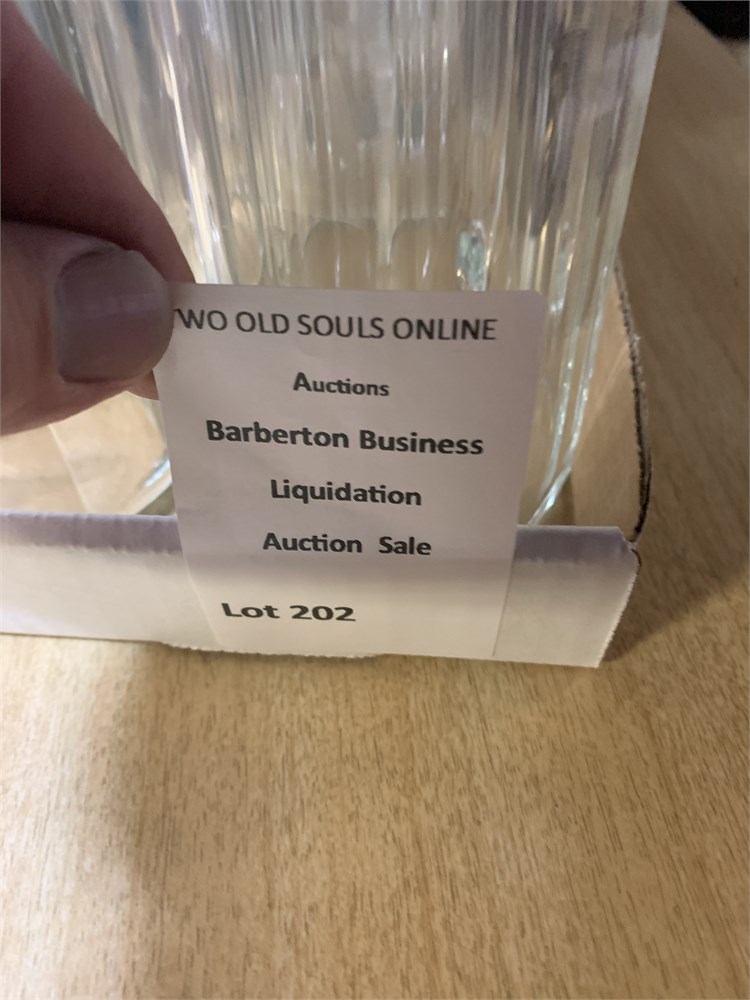 WO OLD SOULS ONLINE
Auctions
Barberton Business
Liquidation
Auction Sale
Lot 202